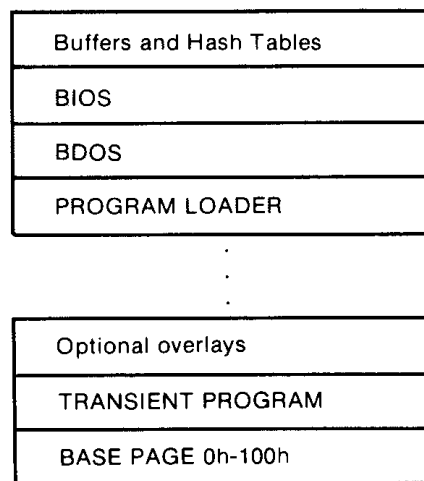 Buffers and Hash Tables
BIOS
BDOS
PROGRAM LOADER
.
.
.
Optional overlays
TRANSIENT PROGRAM
BASE PAGE 0h-100h